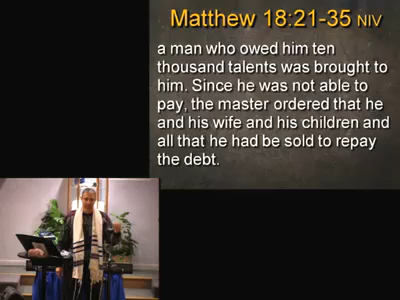 Matthew 18:21-35 NIV
a man who owed him ten
thousand talents was brought to
him. Since he was not able to
pay, the master ordered that he
and his wife and his children and
all that he had be sold to repay
the debt.